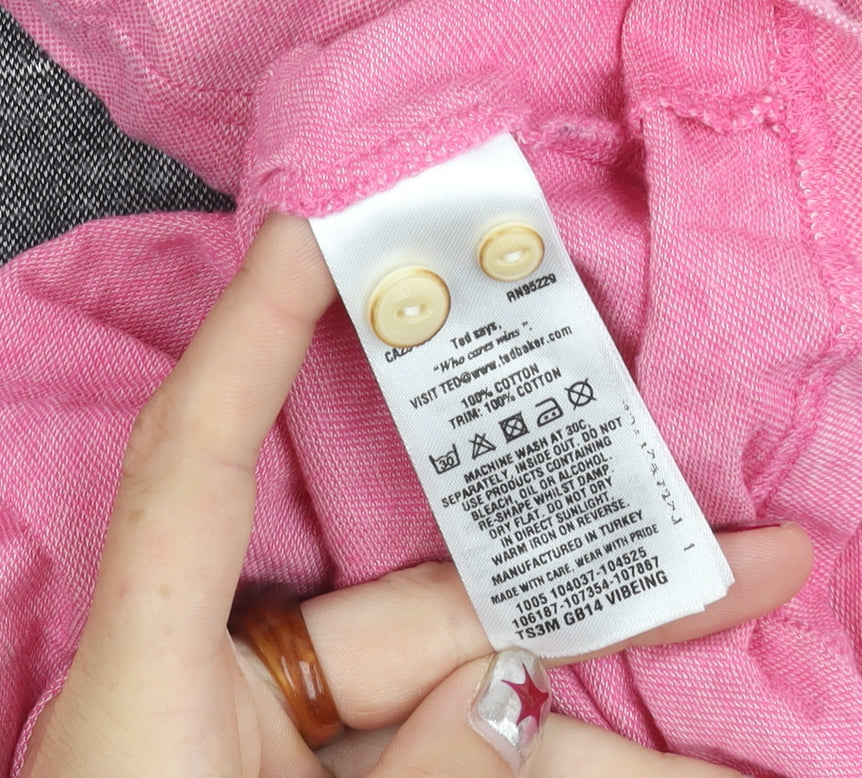 RN95229
Ted says,
"Who cares wins".
VISIT TED@www.tedbaker.com
100% COTTON
TRIM: 100% COTTON
30
MACHINE WASH AT 30C,
SEPARATELY, INSIDE OUT. DO NOT
USE PRODUCTS CONTAINING
BLEACH, OIL OR ALCOHOL.
RE-SHAPE WHILST DAMP.
DRY FLAT. DO NOT DRY
IN DIRECT SUNLIGHT.
WARM IRON ON REVERSE.
MANUFACTURED IN TURKEY
MADE WITH CARE, WEAR WITH PRIDE
1005 104037-104525
106187-107354-107867
TS3M GB14 VIBEING